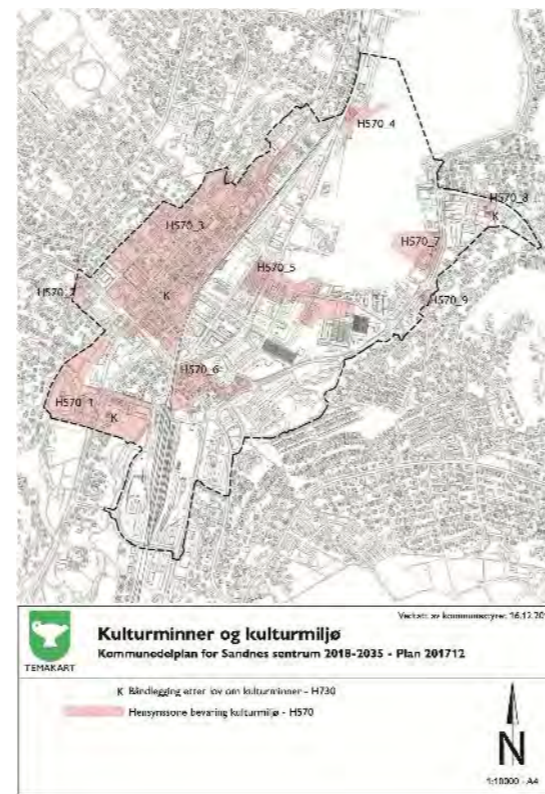 H570_4
H570_8
K
H570_3
H570_7
H570_5
H570_2
K
H570_9
H570_6
H570_1
K
Vedtatt av kommunestyret 16.12.20
TEMAKART
Kulturminner og kulturmiljø
Kommunedelplan for Sandnes sentrum 2018-2035 - Plan 201712
K Båndlegging etter lov om kulturminner - H730
Hensynssone bevaring kulturmiljø - H570
N
1:10000 - A4